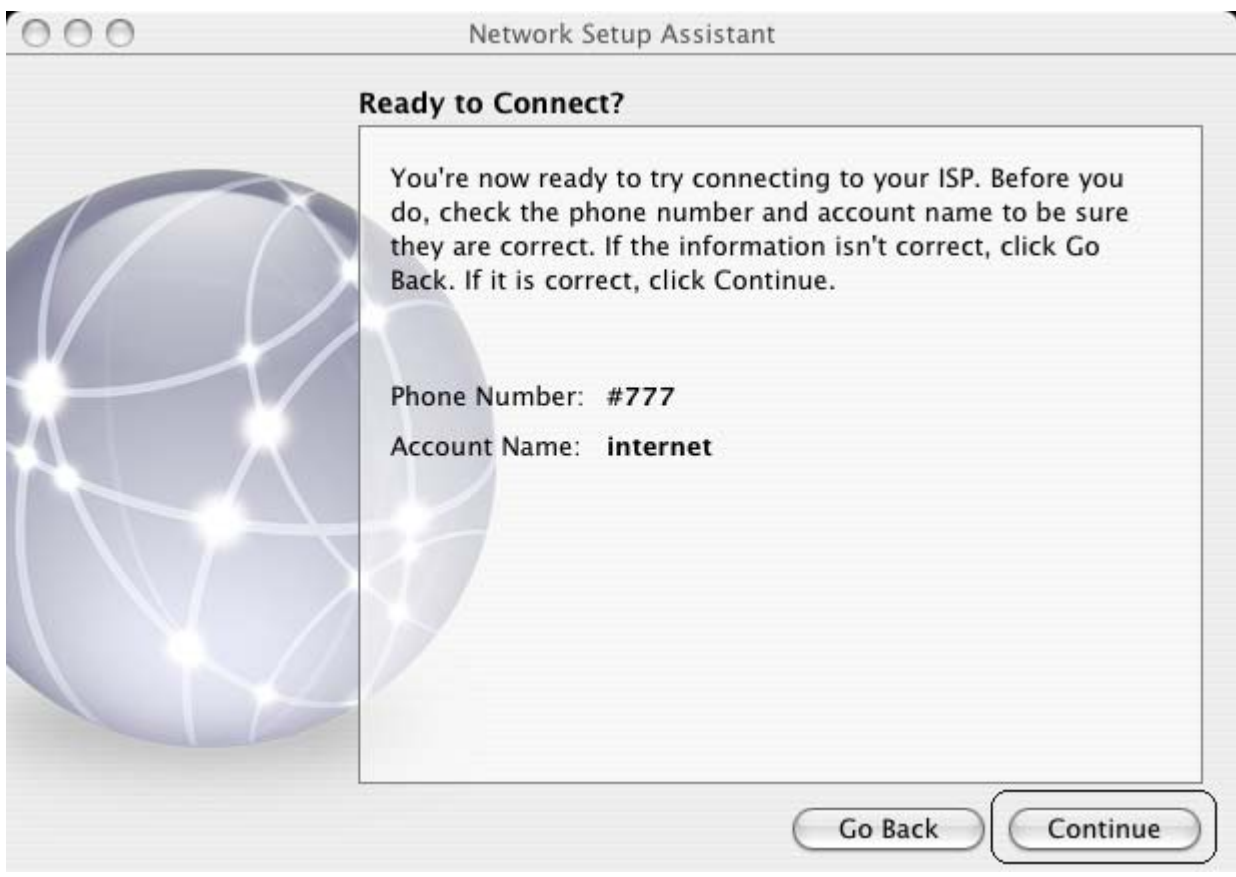 Network Setup Assistant
Ready to Connect?
You're now ready to try connecting to your ISP. Before you
do, check the phone number and account name to be sure
they are correct. If the information isn't correct, click Go
Back. If it is correct, click Continue.
Phone Number: #777
Account Name: internet
Go Back Continue